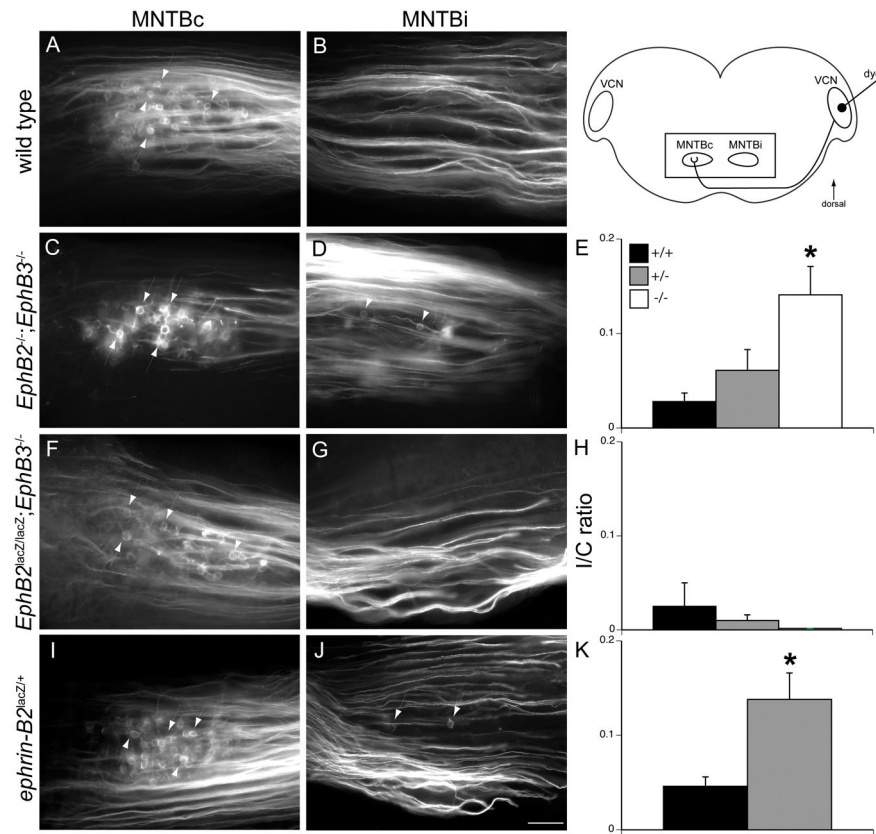 MNTBc
MNTBi
A
B
wild type
VCN
VCN
MNTBc
MNTBi
dorsal
C
D
EphB2-/-;EphB3-/-
E
+/+
+/-
-/-
*
0.2
0.1
0
F
G
EphB2lacZ/lacZ;EphB3-/-
H
I/C ratio
0.2
0.1
0
I
J
ephrin-B2lacZ/+
K
*
0.2
0.1
0